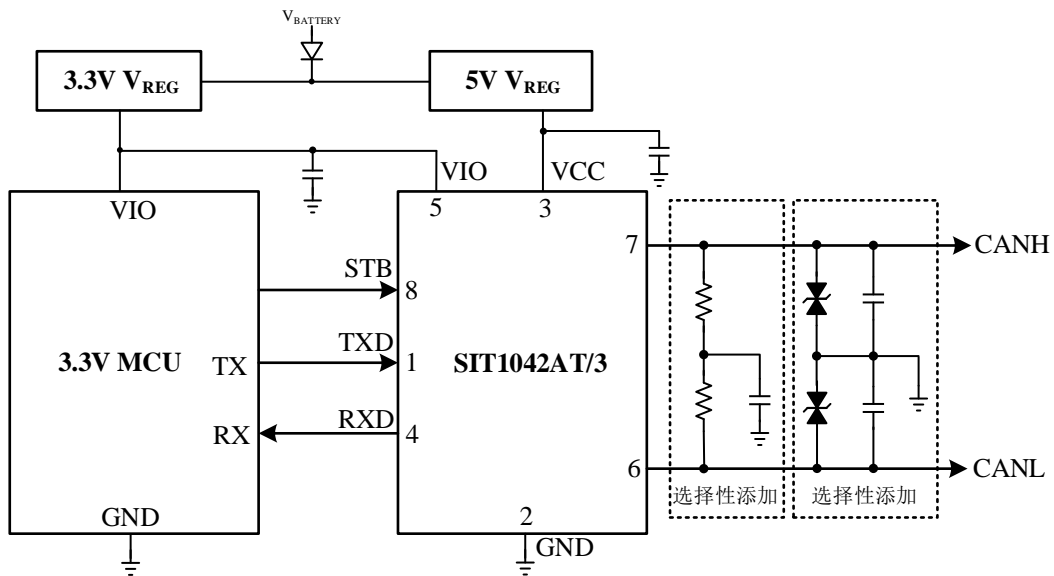 VBATTERY
3.3V VREG
5V VREG
VIO
VCC
VIO
5
3
7
CANH
STB
8
3.3V MCU
TX
TXD
1
SIT1042AT/3
RX
RXD
4
6
CANL
选择性添加
选择性添加
GND
2
GND